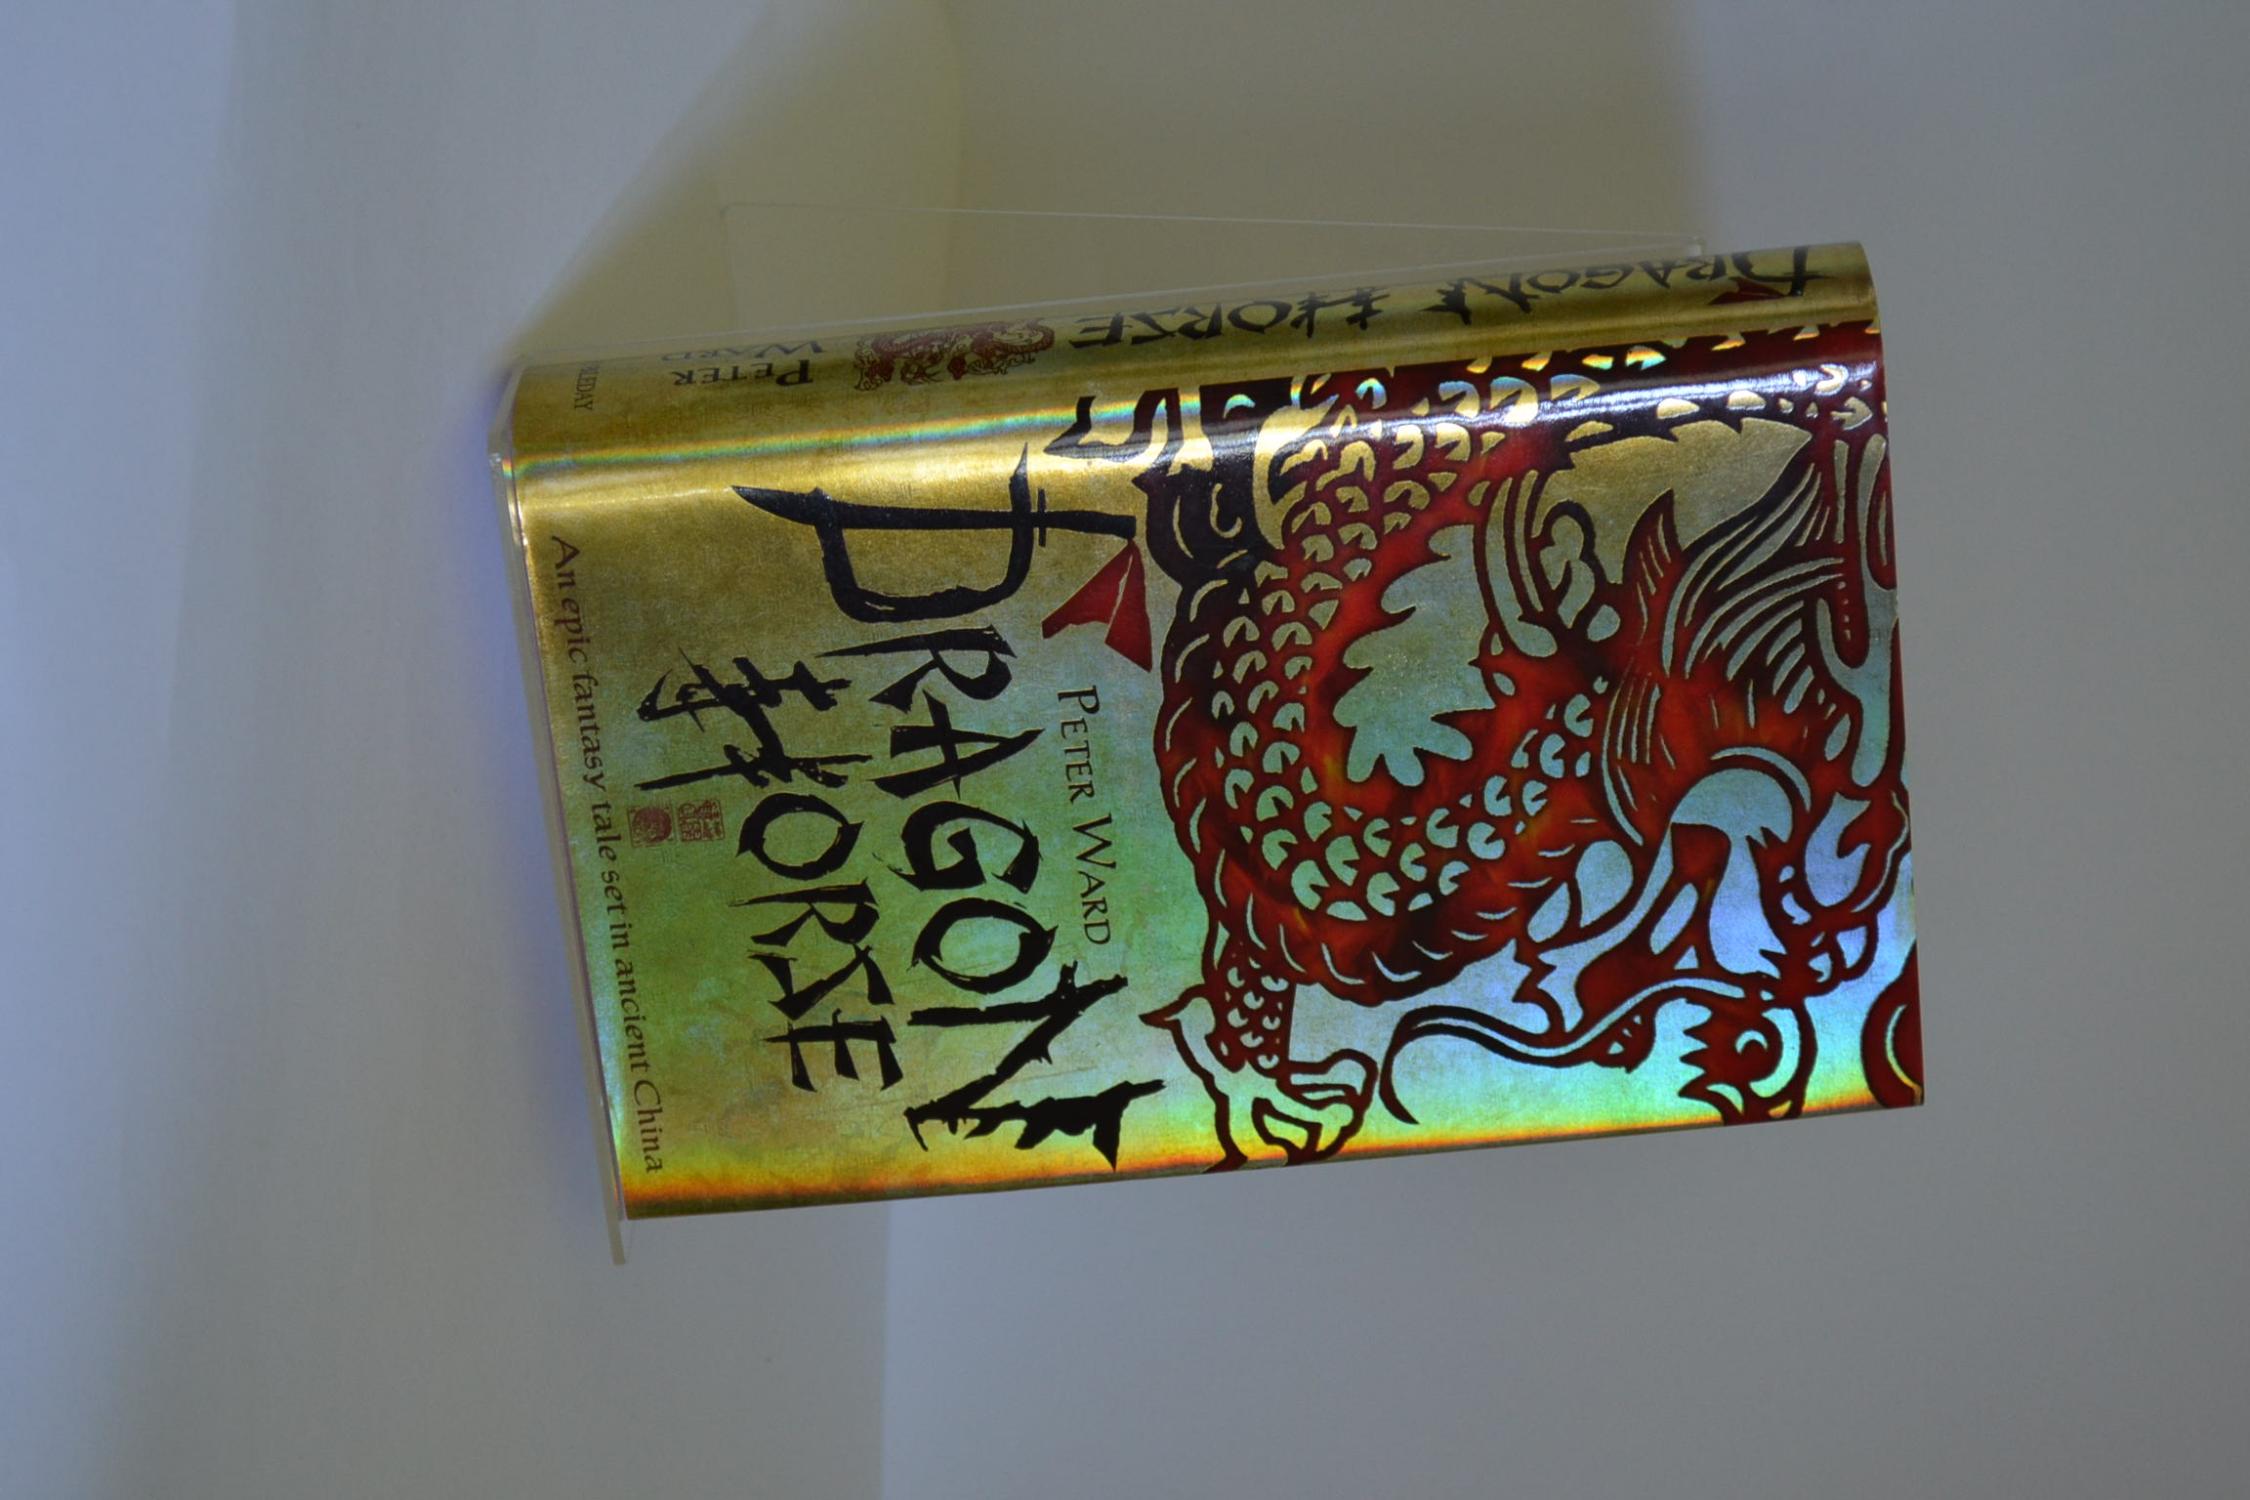 PETER WARD
DRAGON
HORSE
An epic fantasy tale set in ancient China
DRAGON HORSE
PETER
WARD